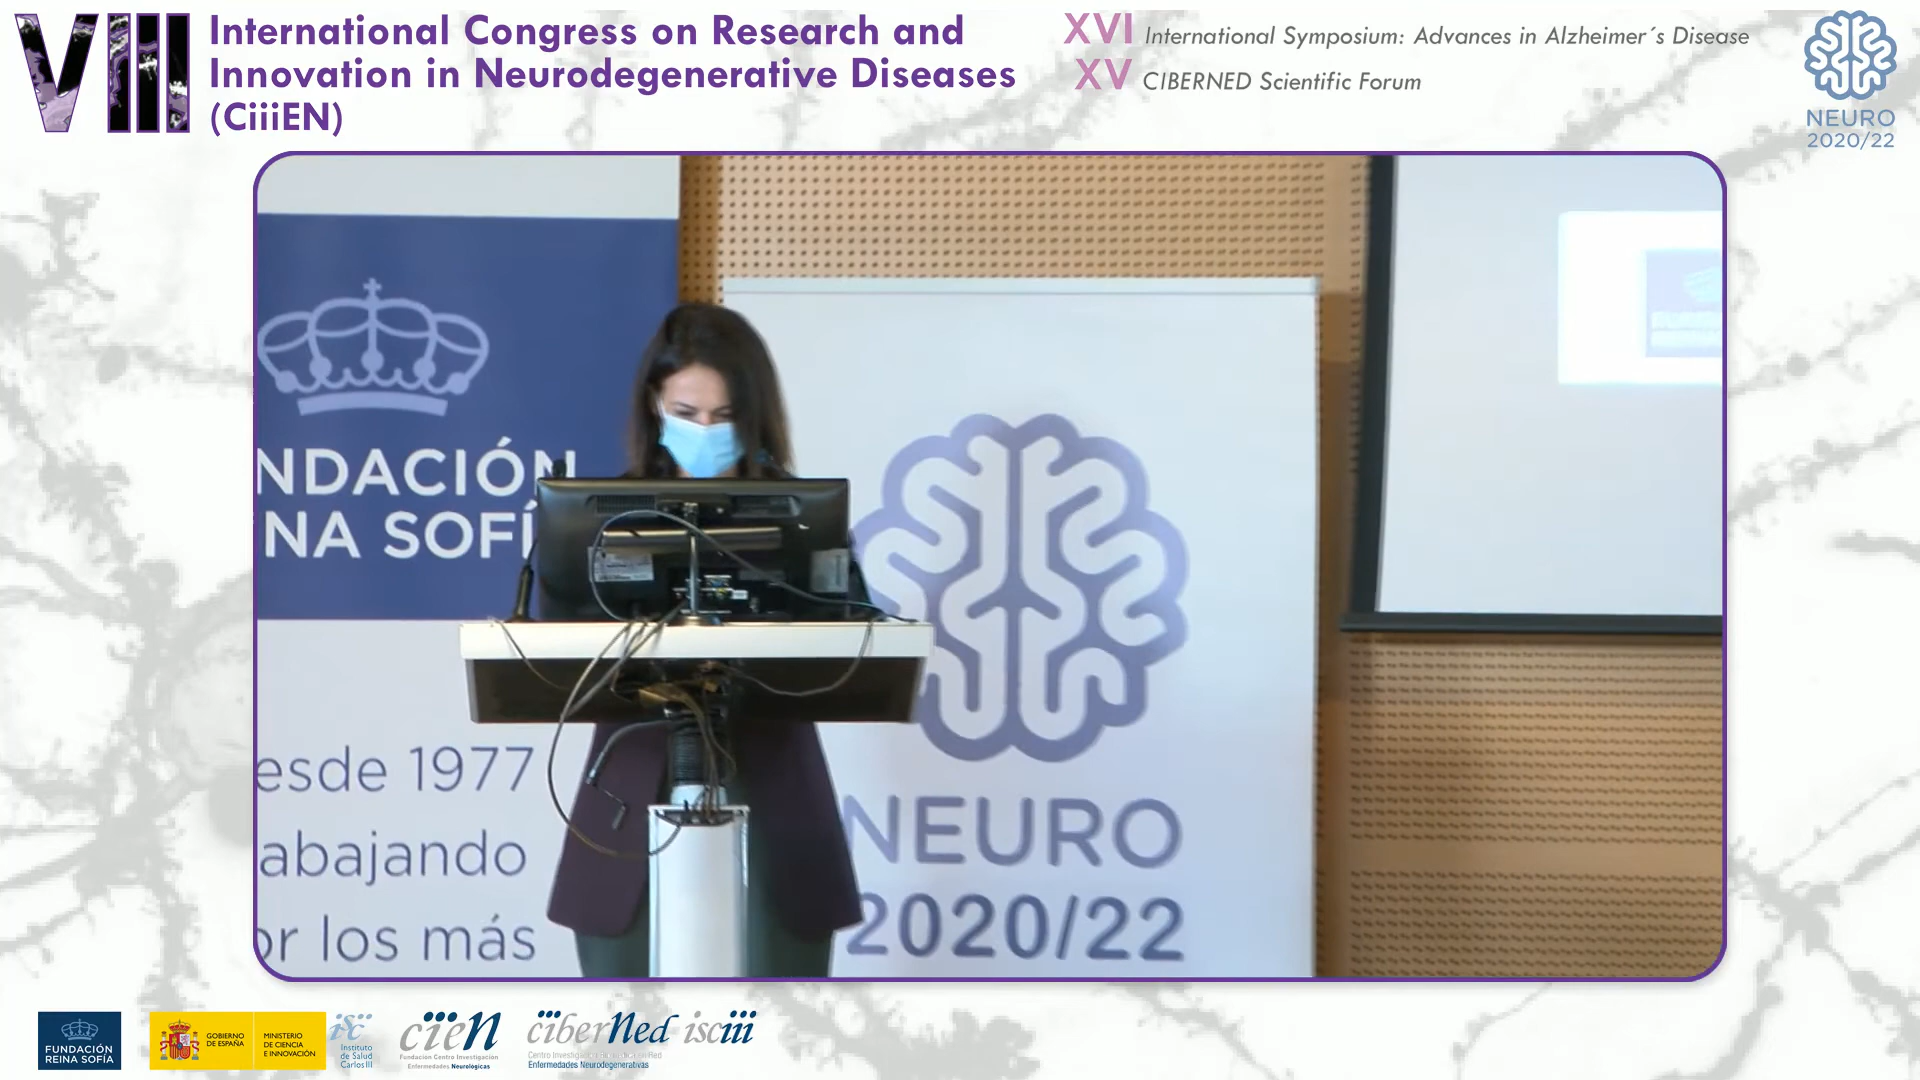 VIII
International Congress on Research and
Innovation in Neurodegenerative Diseases
(CiiiEN)
XVI International Symposium: Advances in Alzheimer´s Disease
XV CIBERNED Scientific Forum
NEURO
2020/22
NDACIÓN
INA SOFÍ
esde 1977
abajando
or los más
NEURO
2020/22
FUNDACIÓN
REINA SOFÍA
GOBIERNO
DE ESPAÑA
MINISTERIO
DE CIENCIA
E INNOVACIÓN
Instituto
de Salud
Carlos III
cien
Fundación Centro Investigación
Enfermedades Neurológicas
ciberNed isciii
Enfermedades Neurodegenerativas